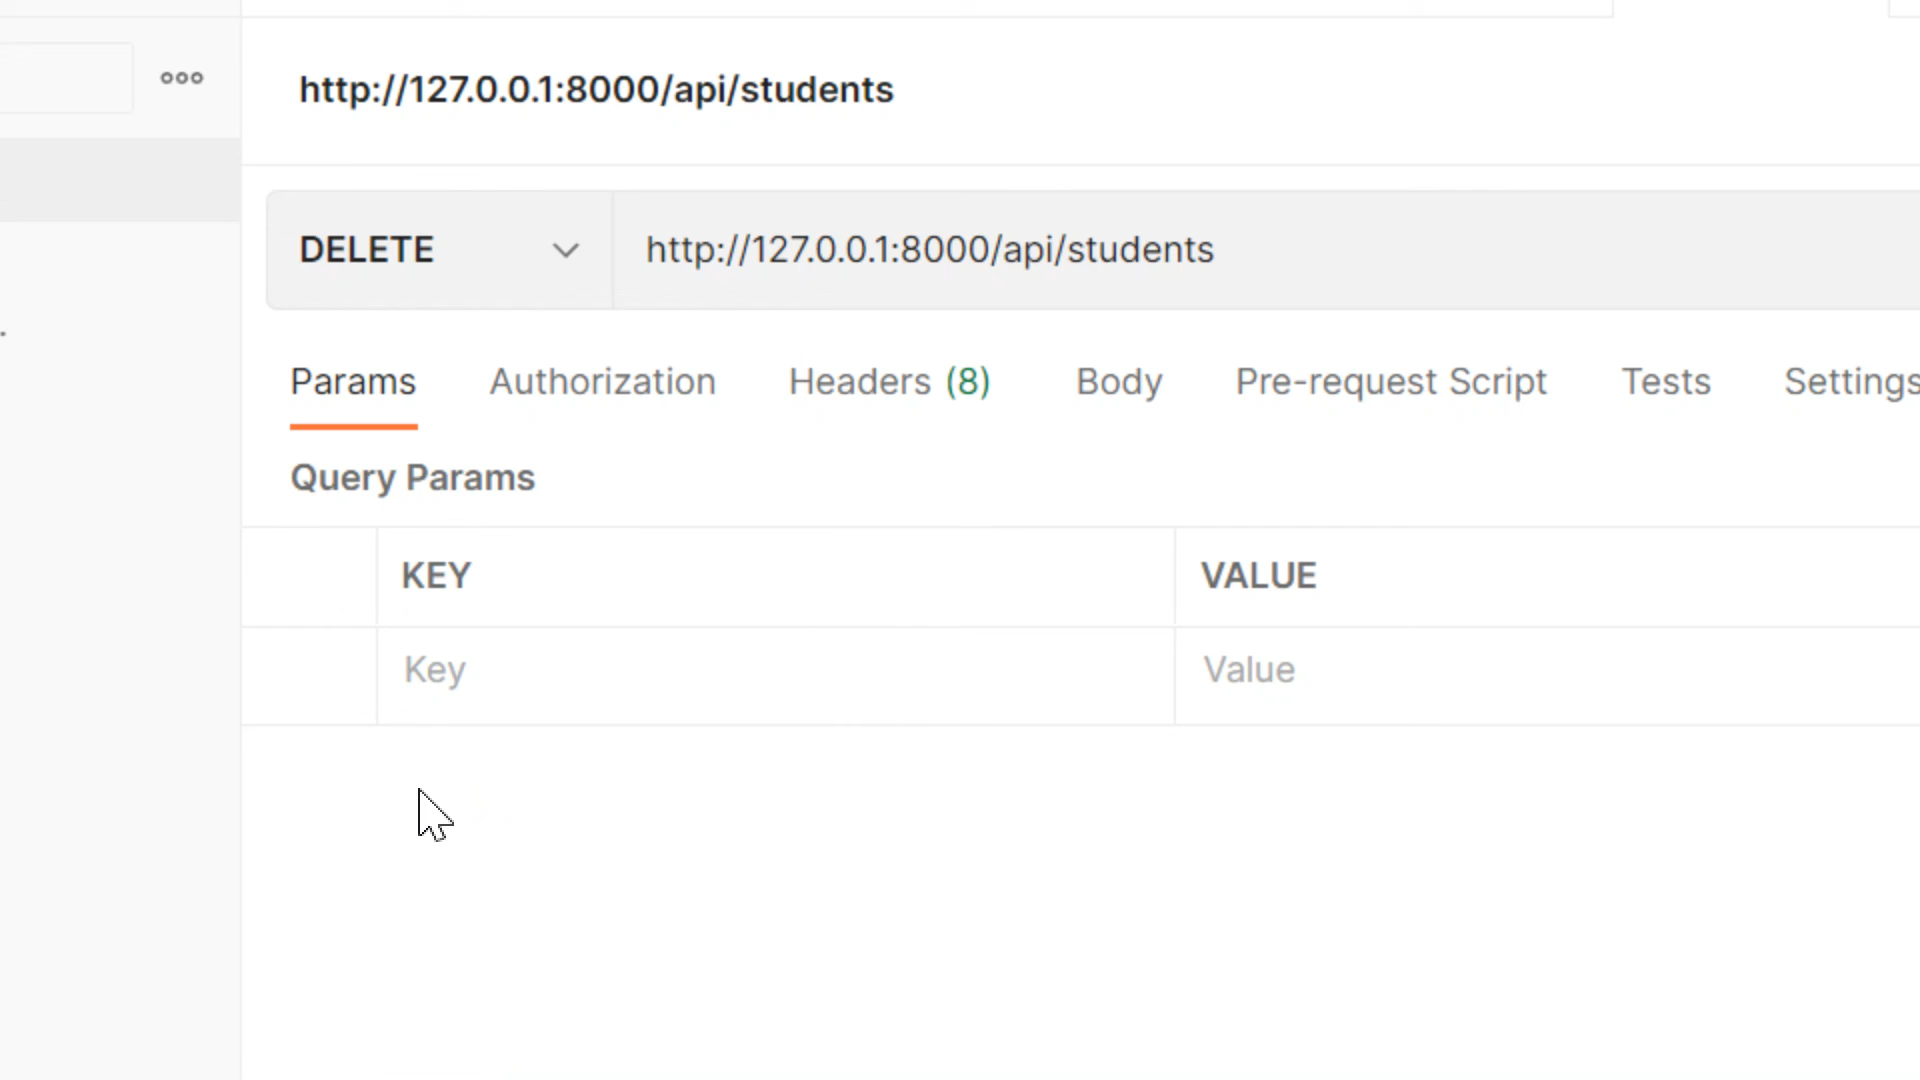 http://127.0.0.1:8000/api/students
DELETE http://127.0.0.1:8000/api/students
Params Authorization Headers (8) Body Pre-request Script Tests Settings
Query Params
KEY VALUE
Key Value